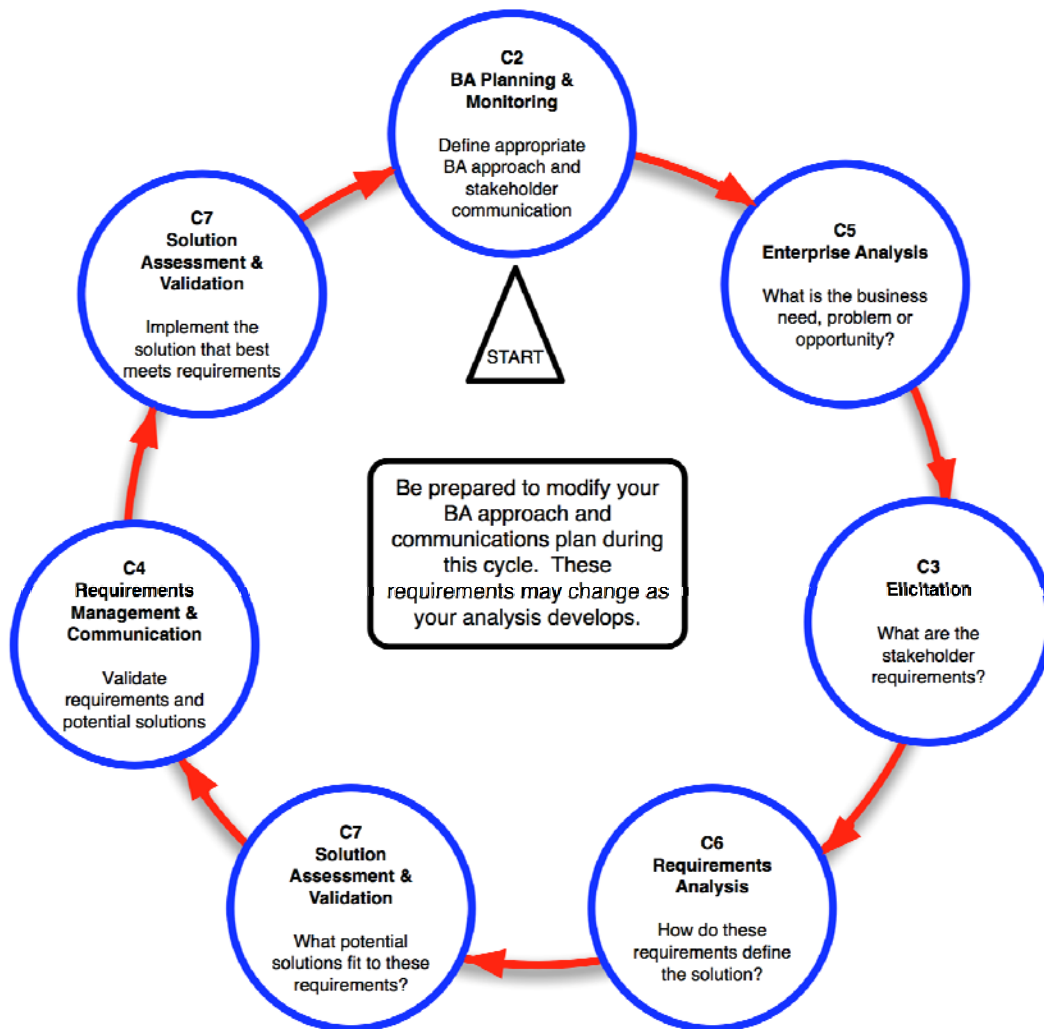 C2
BA Planning &
Monitoring
Define appropriate
BA approach and
stakeholder
communication
C5
Enterprise Analysis
What is the business
need, problem or
opportunity?
C3
Elicitation
What are the
stakeholder
requirements?
C6
Requirements
Analysis
How do these
requirements define
the solution?
C7
Solution
Assessment &
Validation
What potential
solutions fit to these
requirements?
C4
Requirements
Management &
Communication
Validate
requirements and
potential solutions
C7
Solution
Assessment &
Validation
Implement the
solution that best
meets requirements
START
Be prepared to modify your
BA approach and
communications plan during
this cycle. These
requirements may change as
your analysis develops.